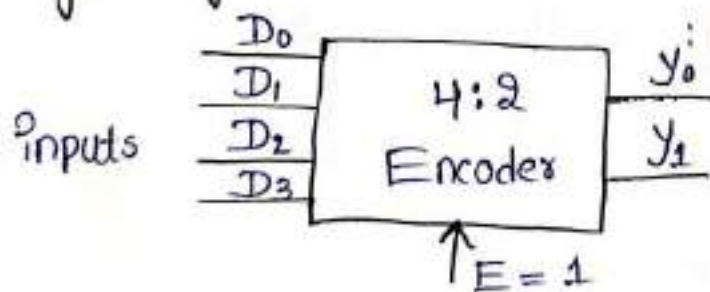 D0
D1
inputs
D2
D3
4:2
Encoder
y0
y1
E = 1